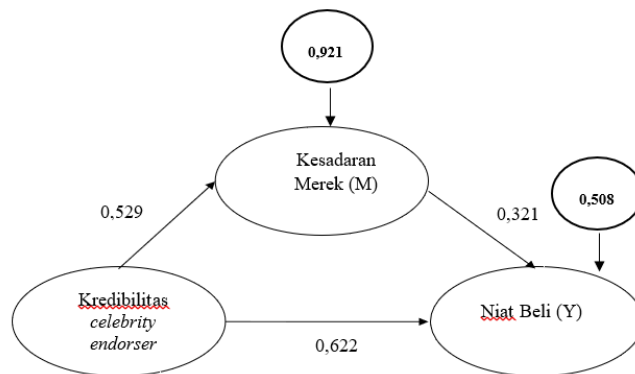 0,921
Kesadaran
Merek (M)
0,529
0,321
0,508
Kredibilitas
celebrity
endorser
Niat Beli (Y)
0,622